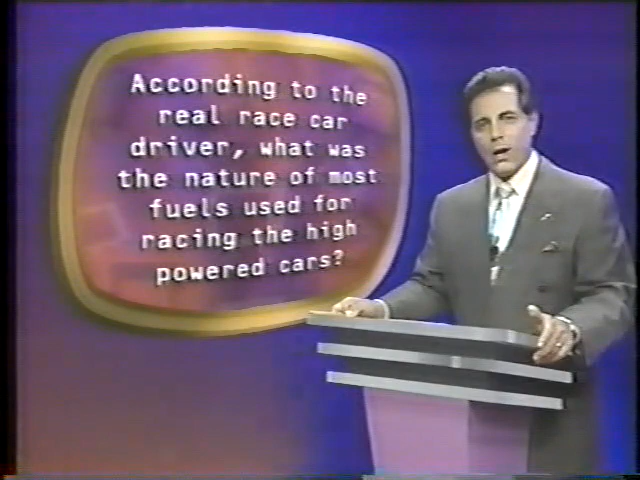 According to the
real race car
driver, what was
the nature of most
fuels used for
racing the high
powered cars?